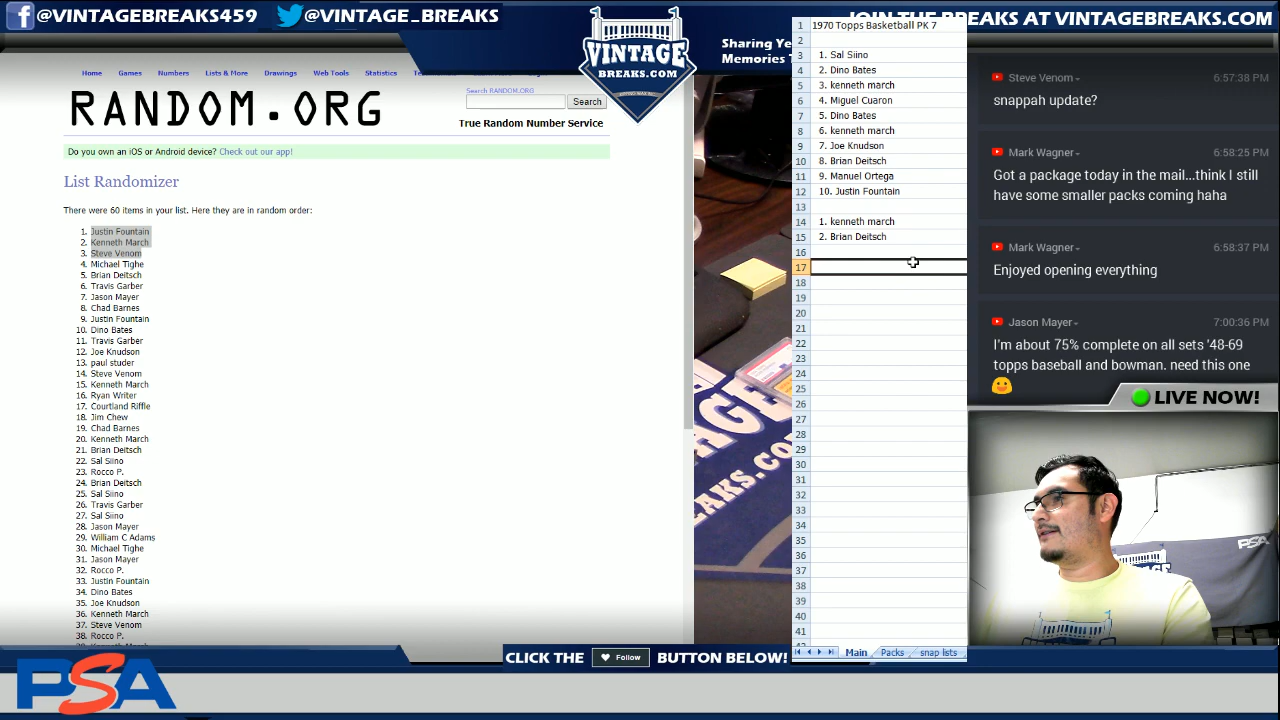 @VINTAGEBREAKS459
@VINTAGE_BREAKS
VINTAGE
BREAKS.COM
Sharing Ye
Memories T
JOIN THE BREAKS AT VINTAGEBREAKS.COM
Home Games Numbers Lists & More Drawings Web Tools Statistics
RANDOM.ORG
Search RANDOM.ORG
Search
True Random Number Service
Do you own an iOS or Android device? Check out our app!
List Randomizer
There were 60 items in your list. Here they are in random order:
1. Justin Fountain
2. Kenneth March
3. Steve Venom
4. Michael Tighe
5. Brian Deitsch
6. Travis Garber
7. Jason Mayer
8. Chad Barnes
9. Justin Fountain
10. Dino Bates
11. Travis Garber
12. Joe Knudson
13. paul studer
14. Steve Venom
15. Kenneth March
16. Ryan Writer
17. Courtland Riffle
18. Jim Chew
19. Chad Barnes
20. Kenneth March
21. Brian Deitsch
22. Sal Siino
23. Rocco P.
24. Brian Deitsch
25. Sal Siino
26. Travis Garber
27. Sal Siino
28. Jason Mayer
29. William C Adams
30. Michael Tighe
31. Jason Mayer
32. Rocco P.
33. Justin Fountain
34. Dino Bates
35. Joe Knudson
36. Kenneth March
37. Steve Venom
38. Rocco P.
1 1970 Topps Basketball PK 7
2
3 1. Sal Siino
4 2. Dino Bates
5 3. kenneth march
6 4. Miguel Cuaron
7 5. Dino Bates
8 6. kenneth march
9 7. Joe Knudson
10 8. Brian Deitsch
11 9. Manuel Ortega
12 10. Justin Fountain
13
14 1. kenneth march
15 2. Brian Deitsch
16
17
18
19
20
21
22
23
24
25
26
27
28
29
30
31
32
33
34
35
36
37
38
39
40
41
Main Packs snap lists
Steve Venom 6:57:38 PM
snappah update?
Mark Wagner 6:58:25 PM
Got a package today in the mail...think I still
have some smaller packs coming haha
Mark Wagner 6:58:37 PM
Enjoyed opening everything
Jason Mayer 7:00:36 PM
I'm about 75% complete on all sets '48-69
topps baseball and bowman. need this one
LIVE NOW!
PSA
CLICK THE Follow BUTTON BELOW!
PSA